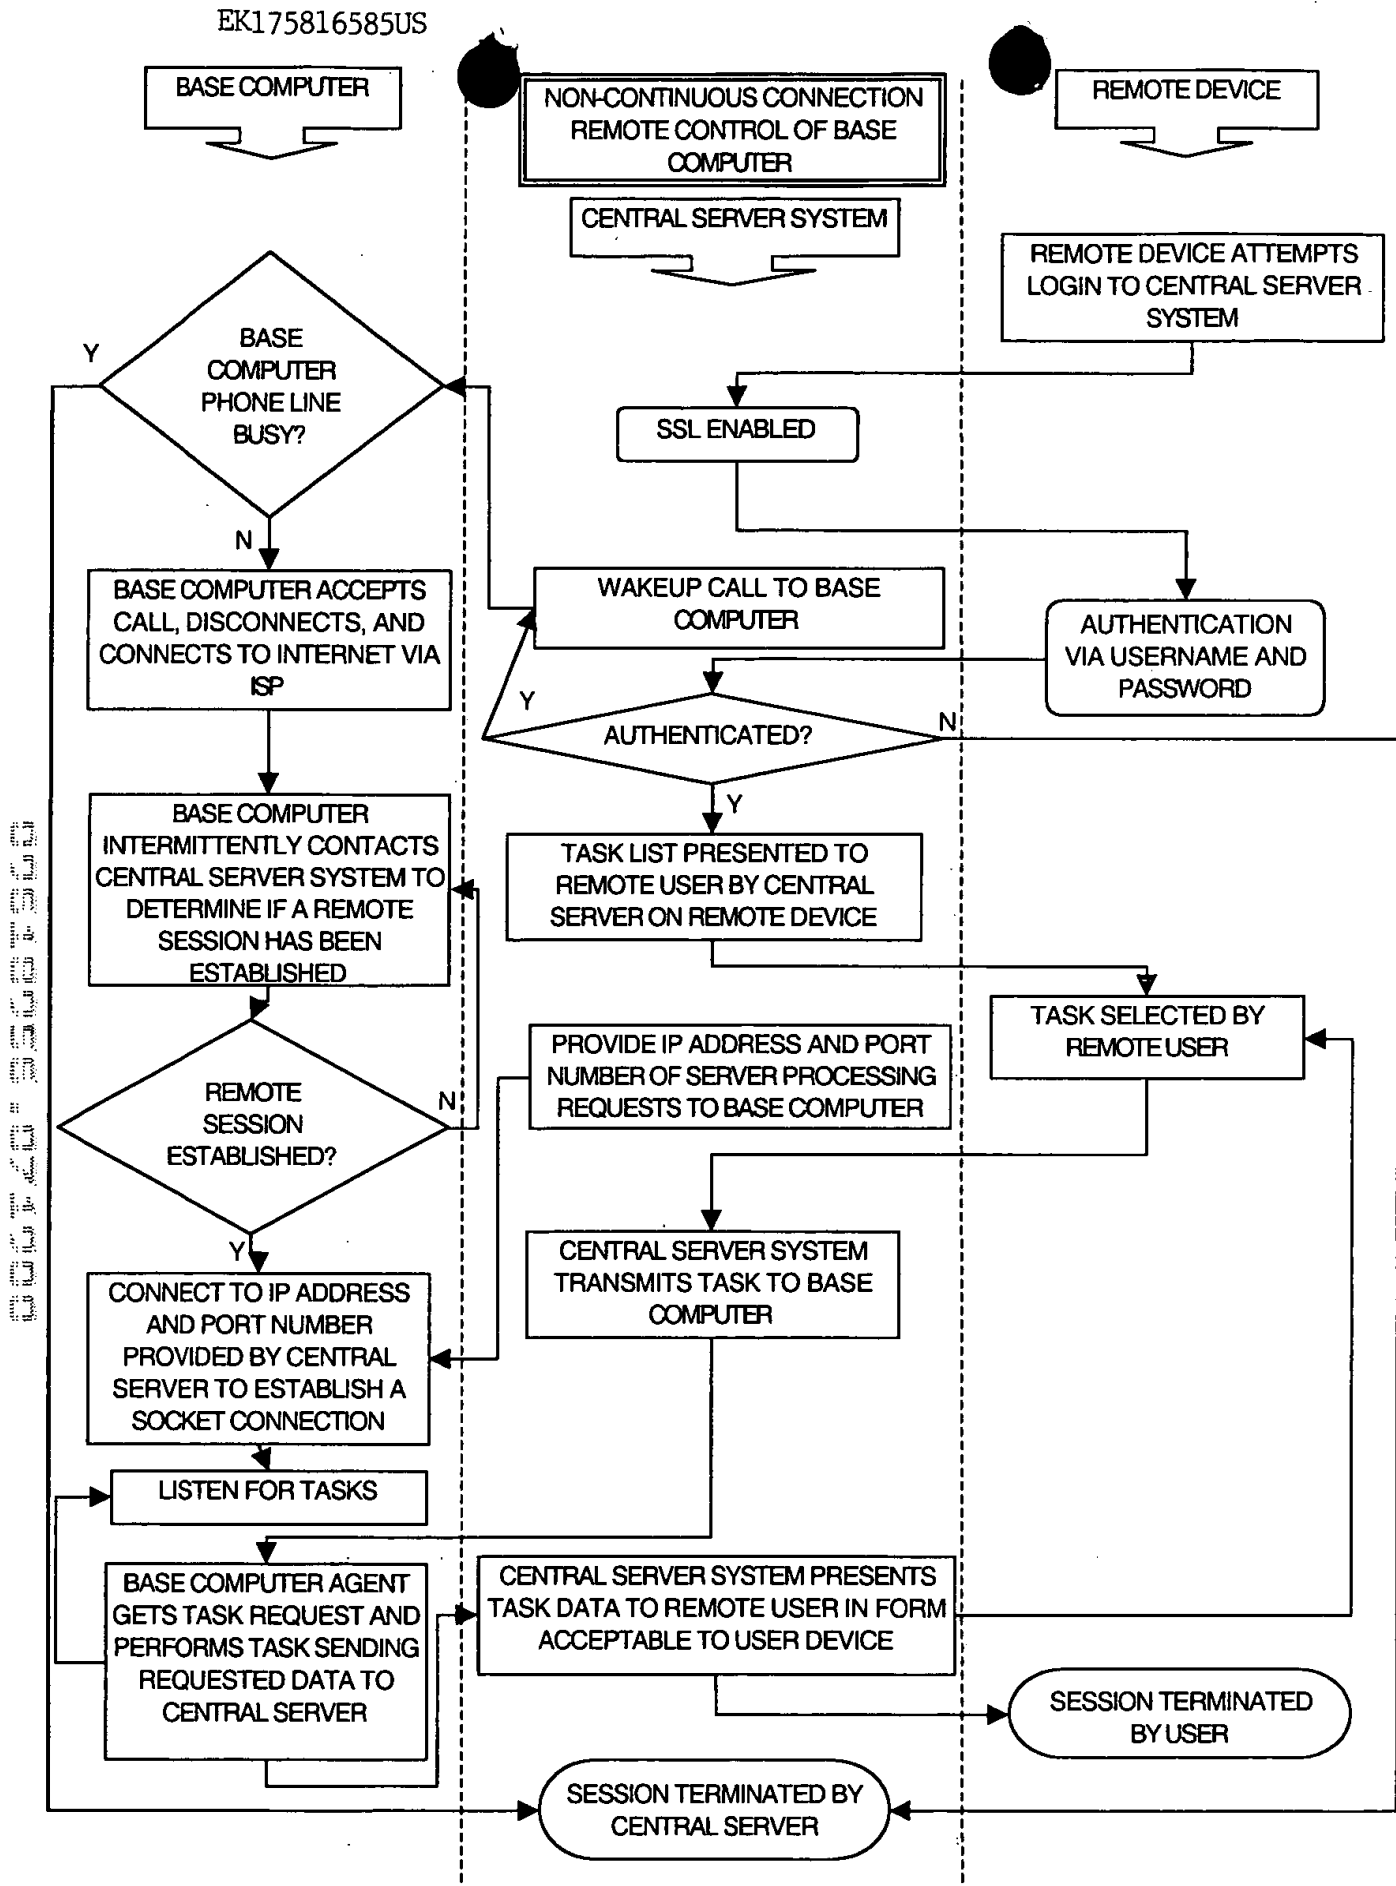 EK175816585US
BASE COMPUTER
NON-CONTINUOUS CONNECTION
REMOTE CONTROL OF BASE
COMPUTER
REMOTE DEVICE
CENTRAL SERVER SYSTEM
REMOTE DEVICE ATTEMPTS
LOGIN TO CENTRAL SERVER
SYSTEM
Y
BASE
COMPUTER
PHONE LINE
BUSY?
SSL ENABLED
N
BASE COMPUTER ACCEPTS
CALL, DISCONNECTS, AND
CONNECTS TO INTERNET VIA
ISP
WAKEUP CALL TO BASE
COMPUTER
AUTHENTICATION
VIA USERNAME AND
PASSWORD
Y
AUTHENTICATED?
N
Y
BASE COMPUTER
INTERMITTENTLY CONTACTS
CENTRAL SERVER SYSTEM TO
DETERMINE IF A REMOTE
SESSION HAS BEEN
ESTABLISHED
TASK LIST PRESENTED TO
REMOTE USER BY CENTRAL
SERVER ON REMOTE DEVICE
TASK SELECTED BY
REMOTE USER
PROVIDE IP ADDRESS AND PORT
NUMBER OF SERVER PROCESSING
REQUESTS TO BASE COMPUTER
REMOTE
SESSION
ESTABLISHED?
N
Y
CENTRAL SERVER SYSTEM
TRANSMITS TASK TO BASE
COMPUTER
CONNECT TO IP ADDRESS
AND PORT NUMBER
PROVIDED BY CENTRAL
SERVER TO ESTABLISH A
SOCKET CONNECTION
LISTEN FOR TASKS
BASE COMPUTER AGENT
GETS TASK REQUEST AND
PERFORMS TASK SENDING
REQUESTED DATA TO
CENTRAL SERVER
CENTRAL SERVER SYSTEM PRESENTS
TASK DATA TO REMOTE USER IN FORM
ACCEPTABLE TO USER DEVICE
SESSION TERMINATED
BY USER
SESSION TERMINATED BY
CENTRAL SERVER